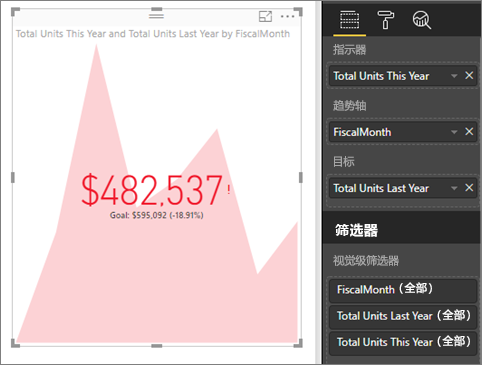 Total Units This Year and Total Units Last Year by FiscalMonth
$482,537!
Goal: $595,092 (-18.91%)
指示器
Total Units This Year
趋势轴
FiscalMonth
目标
Total Units Last Year
筛选器
视觉级筛选器
FiscalMonth (全部)
Total Units Last Year (全部)
Total Units This Year (全部)